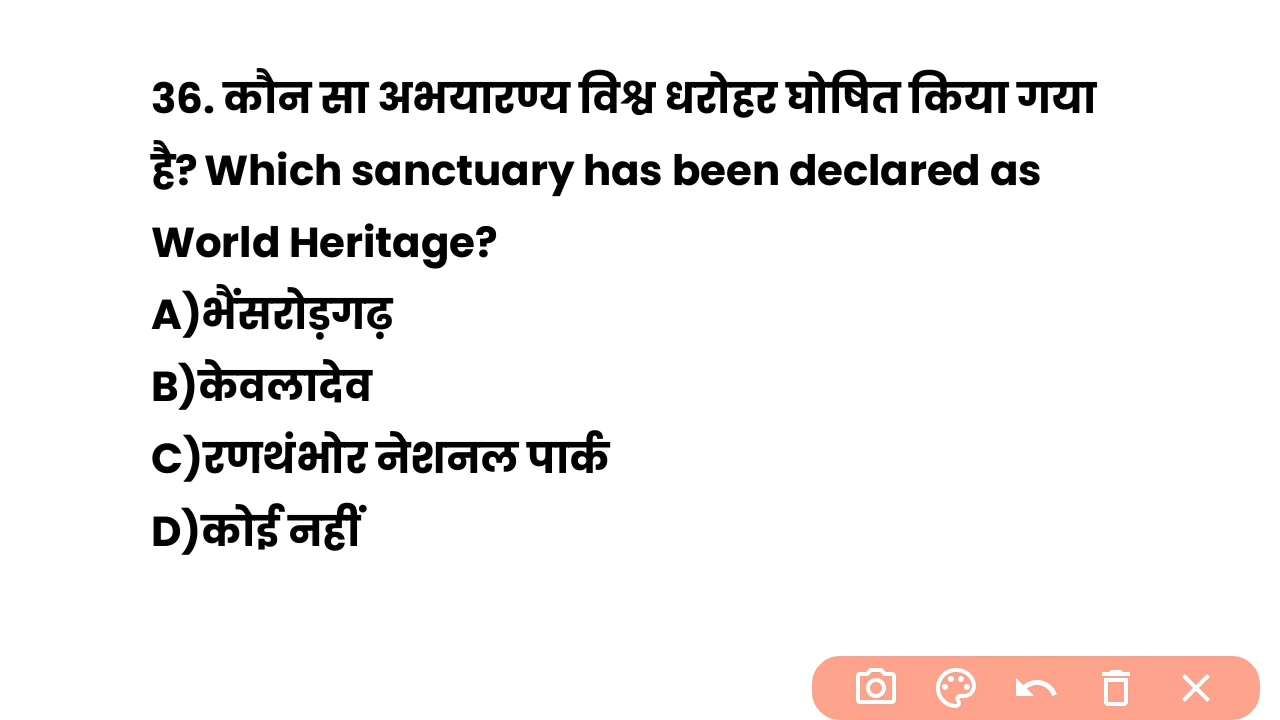 36. कौन सा अभयारण्य विश्व धरोहर घोषित किया गया
है? Which sanctuary has been declared as
World Heritage?
A)भैंसरोड़गढ़
B)केवलादेव
C)रणथंभोर नेशनल पार्क
D)कोई नहीं